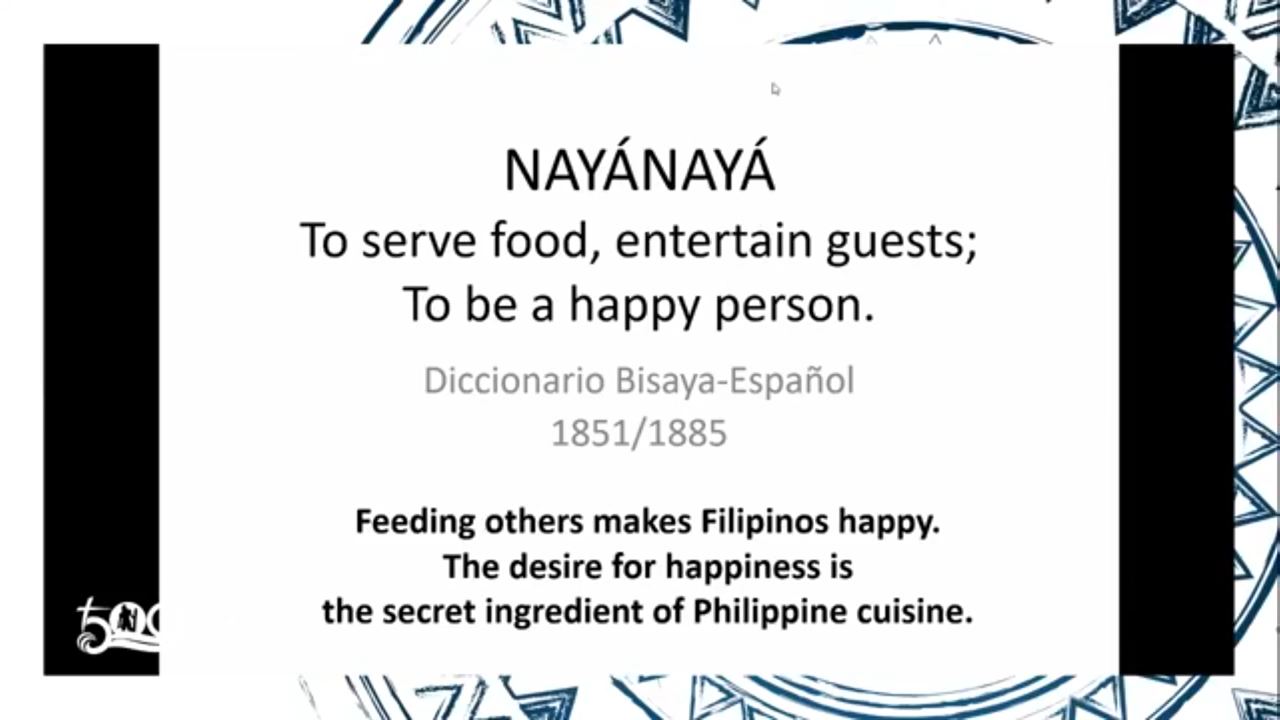 NAYÁNAYÁ
To serve food, entertain guests;
To be a happy person.
Diccionario Bisaya-Español
1851/1885
Feeding others makes Filipinos happy.
The desire for happiness is
the secret ingredient of Philippine cuisine.
500